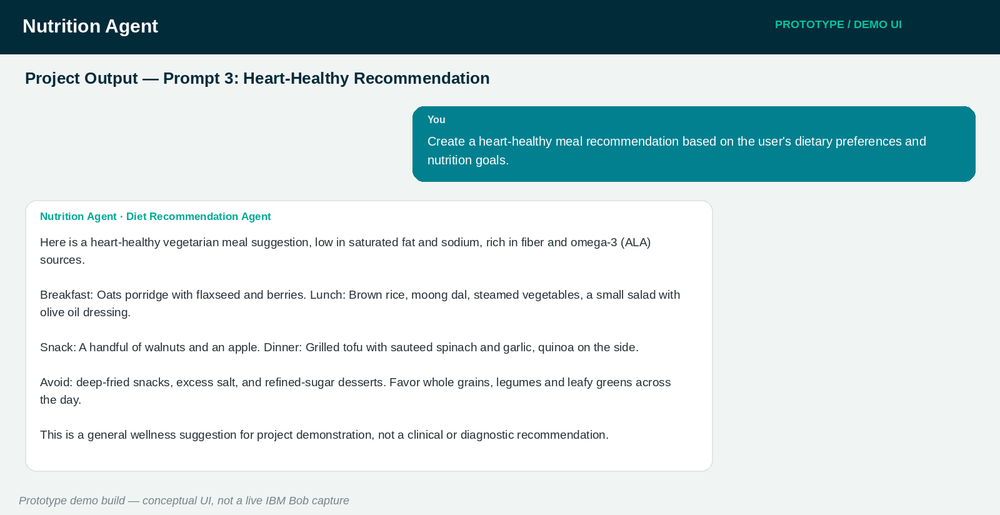 Nutrition Agent
PROTOTYPE / DEMO UI
Project Output — Prompt 3: Heart-Healthy Recommendation
You
Create a heart-healthy meal recommendation based on the user's dietary preferences and
nutrition goals.
Nutrition Agent · Diet Recommendation Agent
Here is a heart-healthy vegetarian meal suggestion, low in saturated fat and sodium, rich in fiber and omega-3 (ALA)
sources.
Breakfast: Oats porridge with flaxseed and berries. Lunch: Brown rice, moong dal, steamed vegetables, a small salad with
olive oil dressing.
Snack: A handful of walnuts and an apple. Dinner: Grilled tofu with sauteed spinach and garlic, quinoa on the side.
Avoid: deep-fried snacks, excess salt, and refined-sugar desserts. Favor whole grains, legumes and leafy greens across
the day.
This is a general wellness suggestion for project demonstration, not a clinical or diagnostic recommendation.
Prototype demo build — conceptual UI, not a live IBM Bob capture